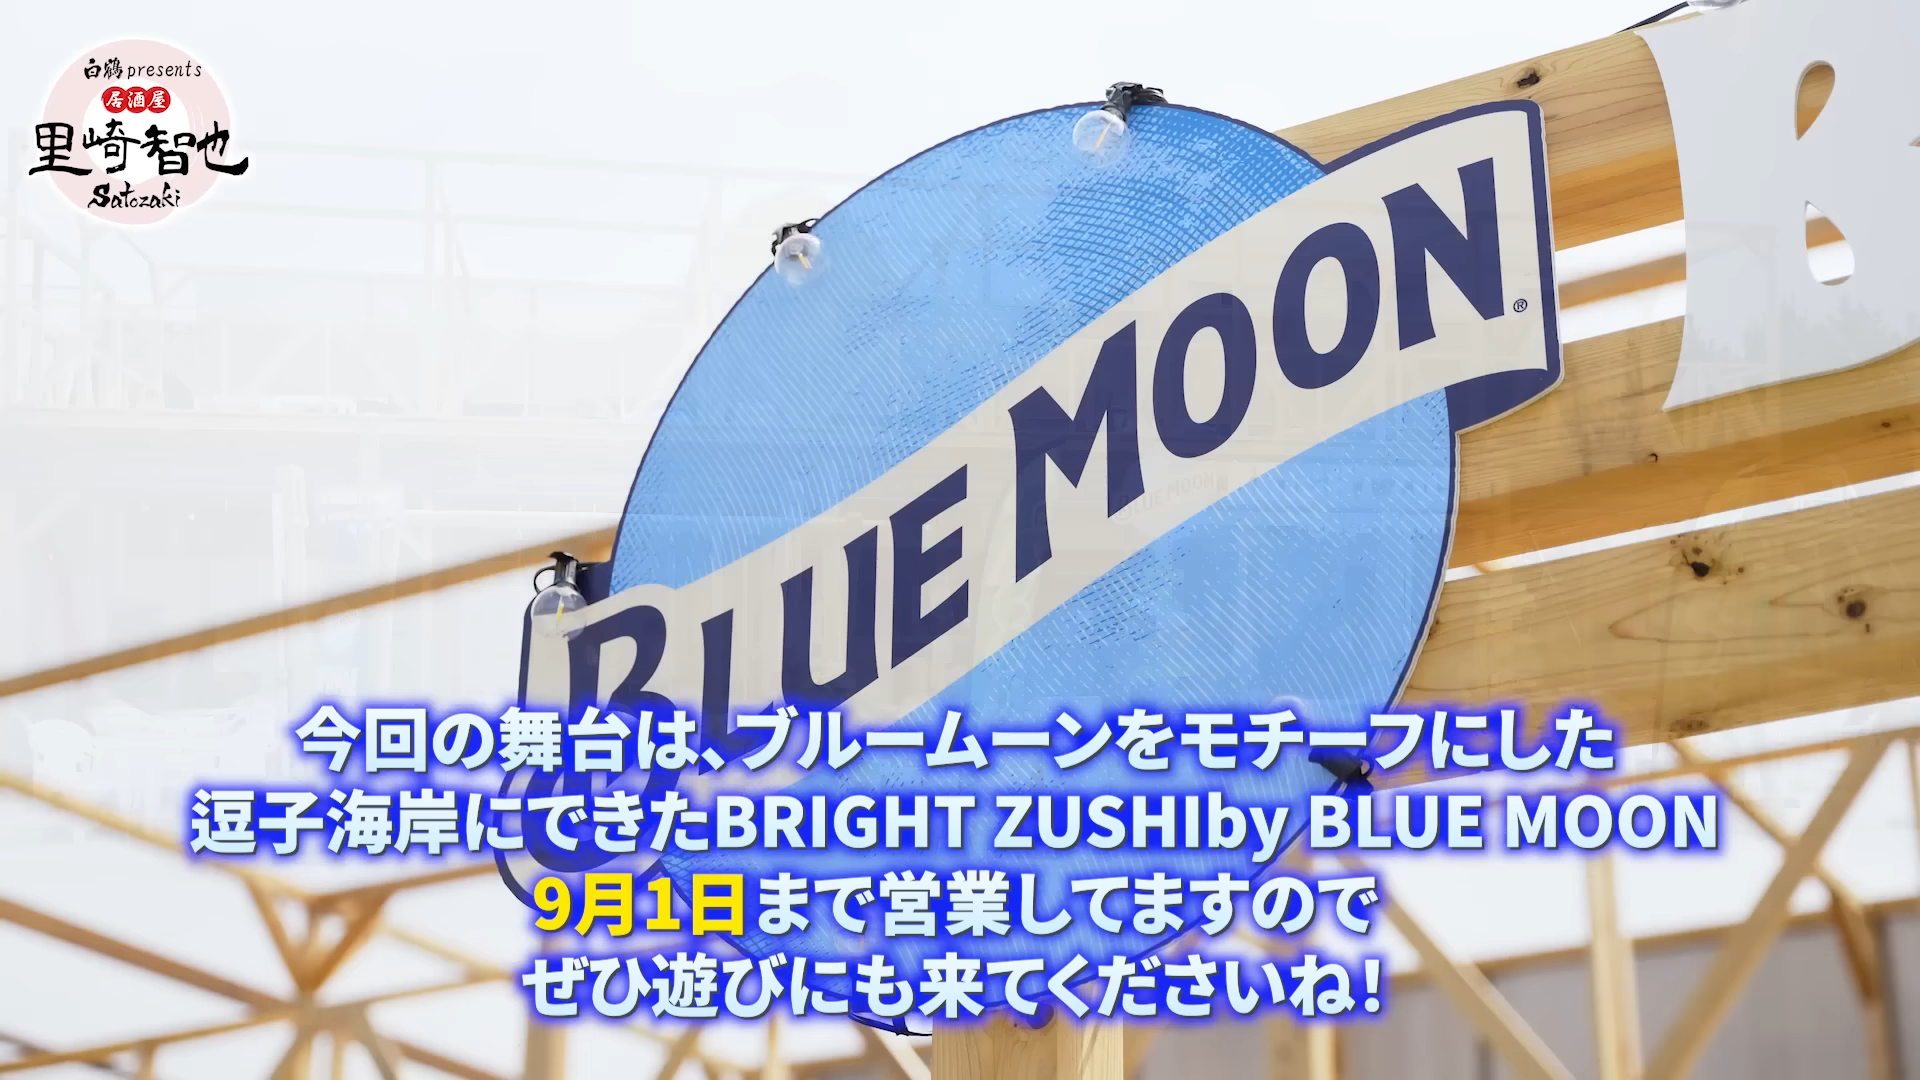 白鶴presents
居酒屋
里崎智也
Satozaki
BLUE MOON®
B
今回の舞台は、ブルームーンをモチーフにした
逗子海岸にできたBRIGHT ZUSHIby BLUE MOON
9月1日まで営業してますので
ぜひ遊びにも来てくださいね!